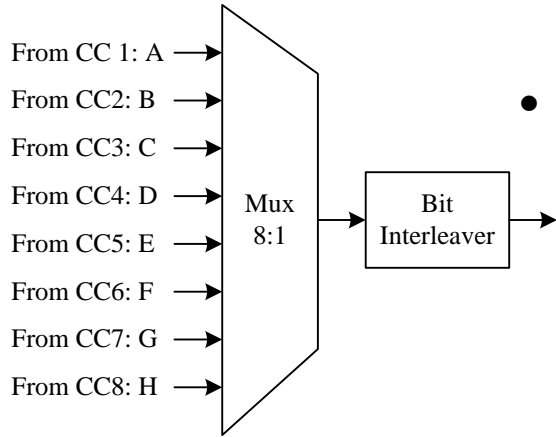 From CC 1: A
From CC2: B
From CC3: C
From CC4: D
From CC5: E
From CC6: F
From CC7: G
From CC8: H
Mux
8:1
Bit
Interleaver